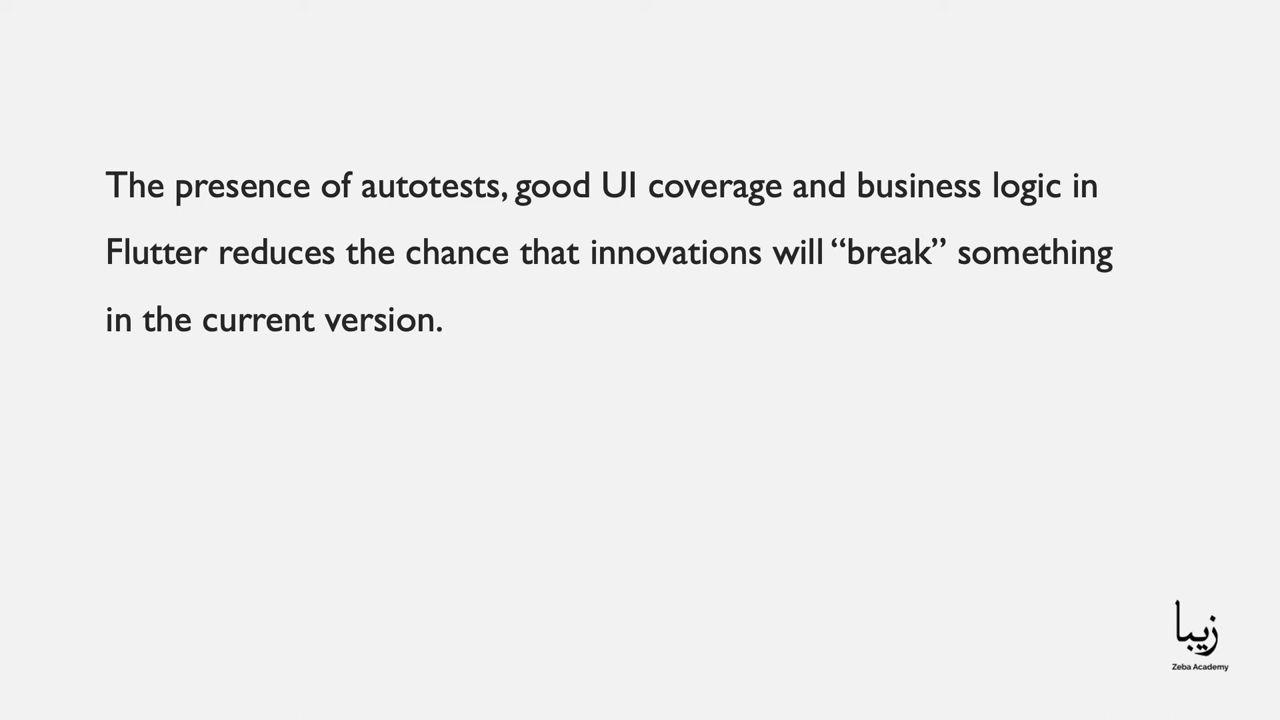 The presence of autotests, good UI coverage and business logic in
Flutter reduces the chance that innovations will “break” something
in the current version.
زیبا
Zeba Academy